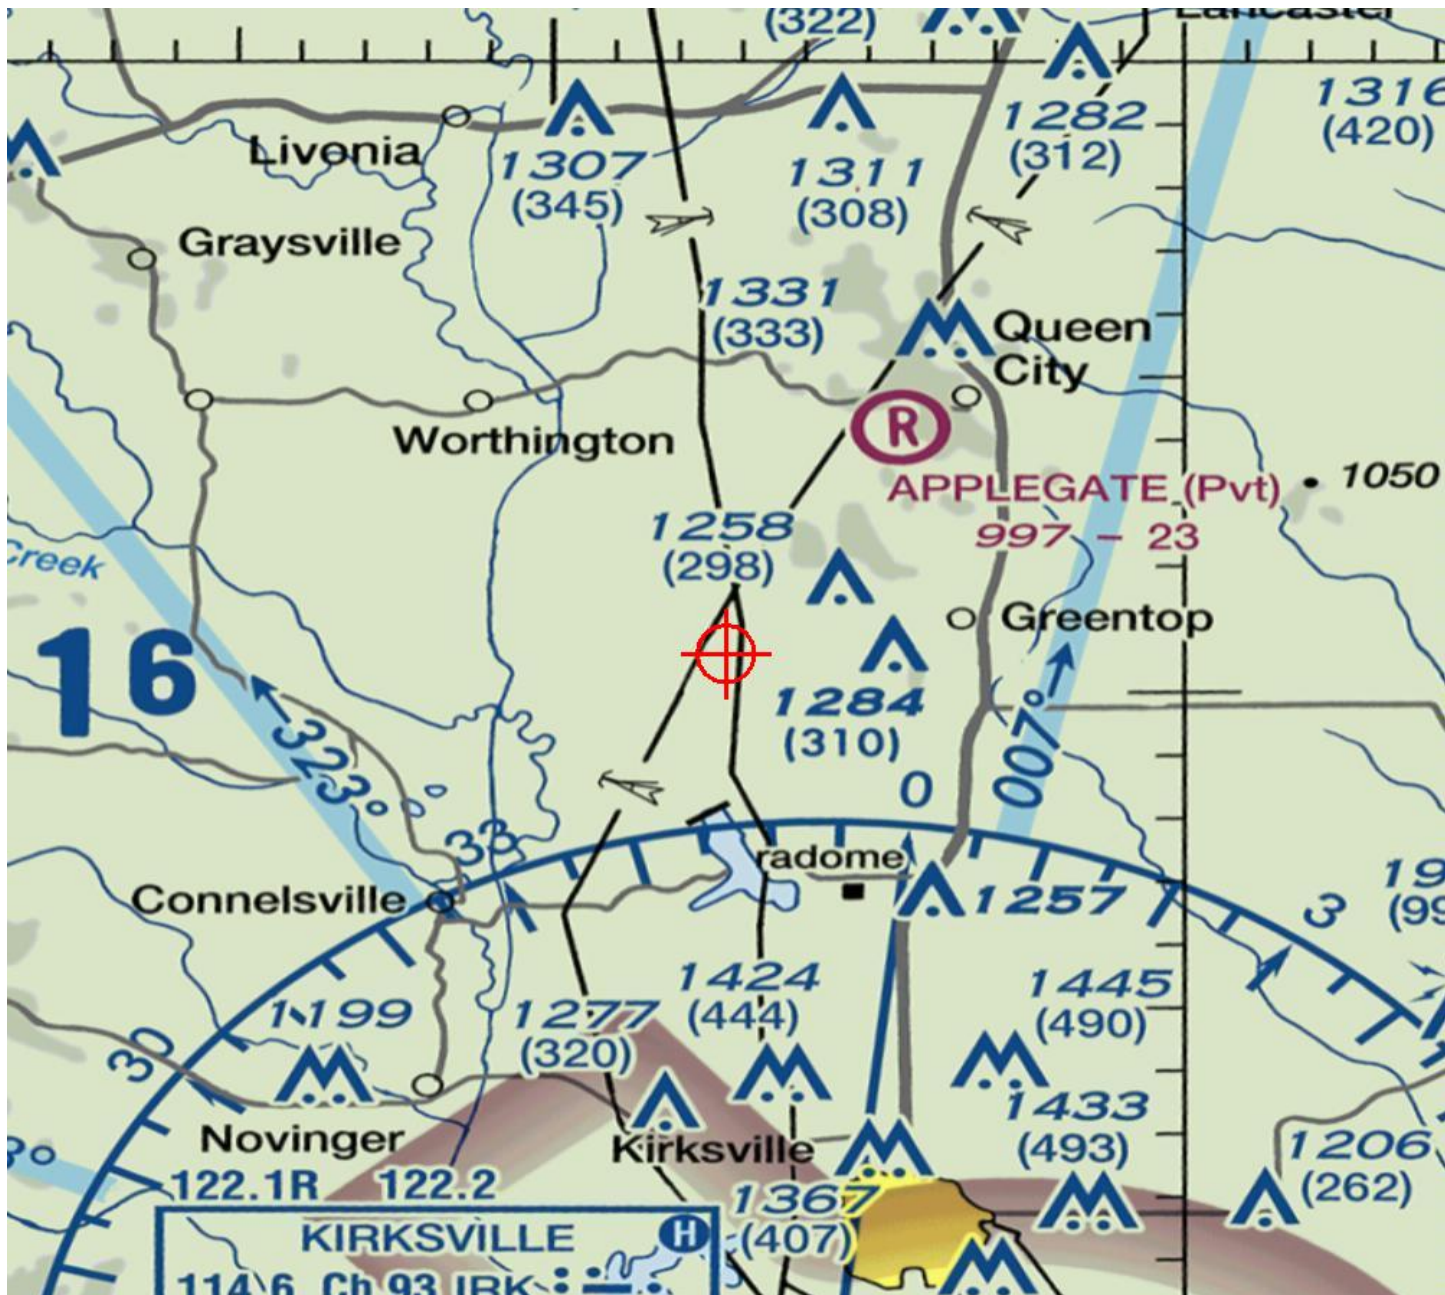 (322)
Lancaster
1316
(420)
1282
(312)
Livonia
1307
(345)
1311
(308)
Graysville
1331
(333)
Queen
City
Worthington
R
APPLEGATE (Pvt)
997 - 23
1050
1258
(298)
Creek
Greentop
16
1284
(310)
323°
007°
0
33
radome
Connelsville
1257
3
1424
(444)
1445
(490)
1199
1277
(320)
30
1433
(493)
Novinger
Kirksville
1206
(262)
122.1R 122.2
1367
(407)
KIRKSVILLE
H
114.6 Ch 93 IRK